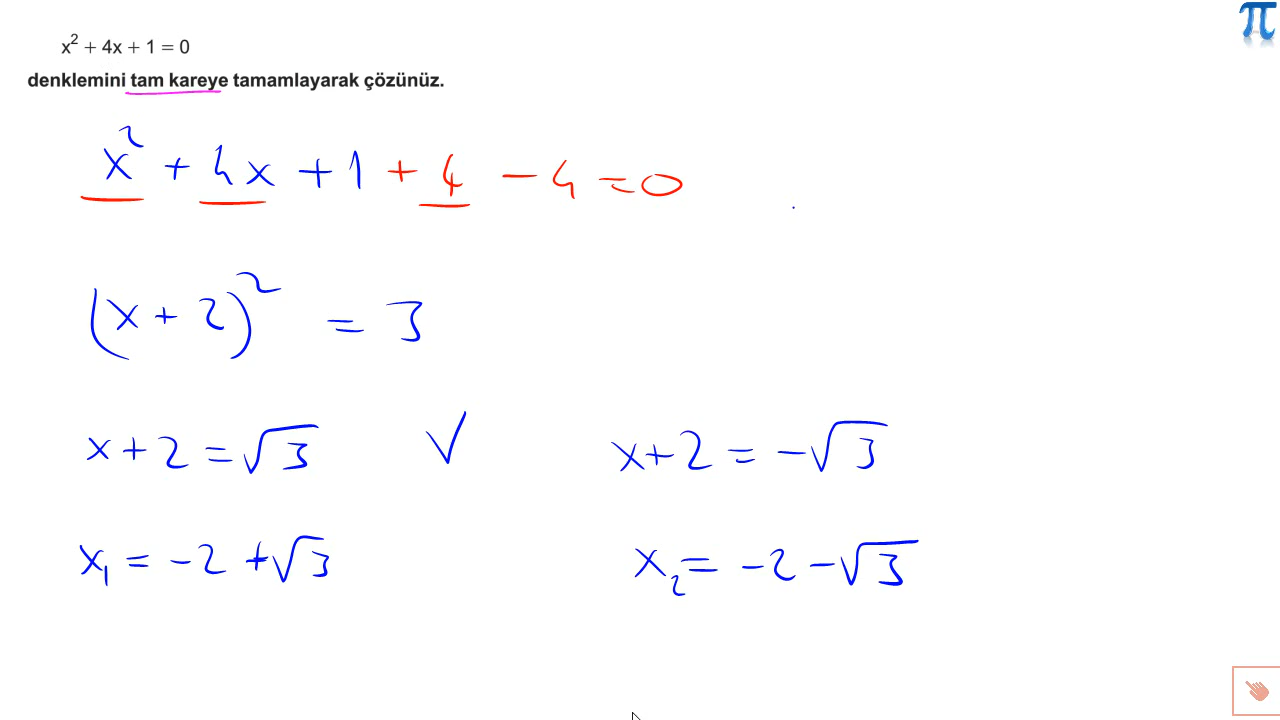 x² + 4x + 1 = 0
denklemini tam kareye tamamlayarak çözünüz.
x² + 4x + 1 + 4 - 4 = 0
(x + 2)² = 3
x + 2 = √3 ∨ x + 2 = -√3
x₁ = -2 + √3 x₂ = -2 - √3
π